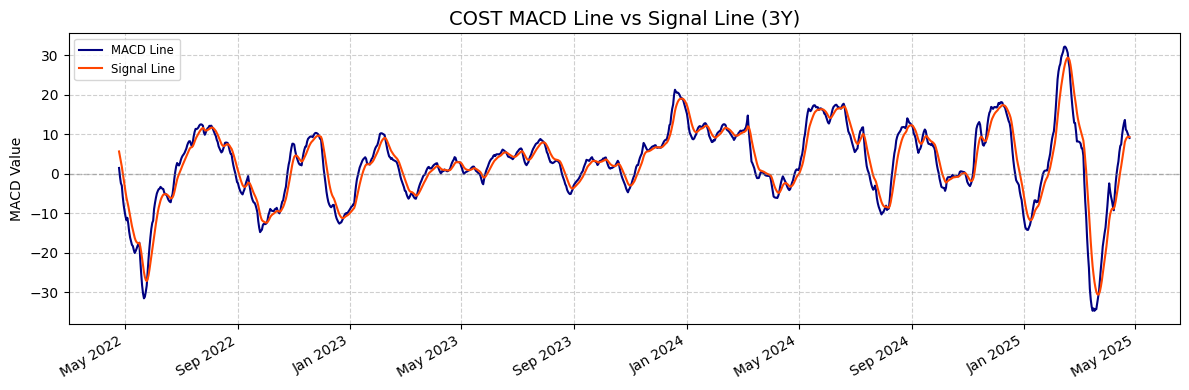 COST MACD Line vs Signal Line (3Y)
MACD Line
Signal Line
MACD Value
30
20
10
0
−10
−20
−30
May 2022
Sep 2022
Jan 2023
May 2023
Sep 2023
Jan 2024
May 2024
Sep 2024
Jan 2025
May 2025